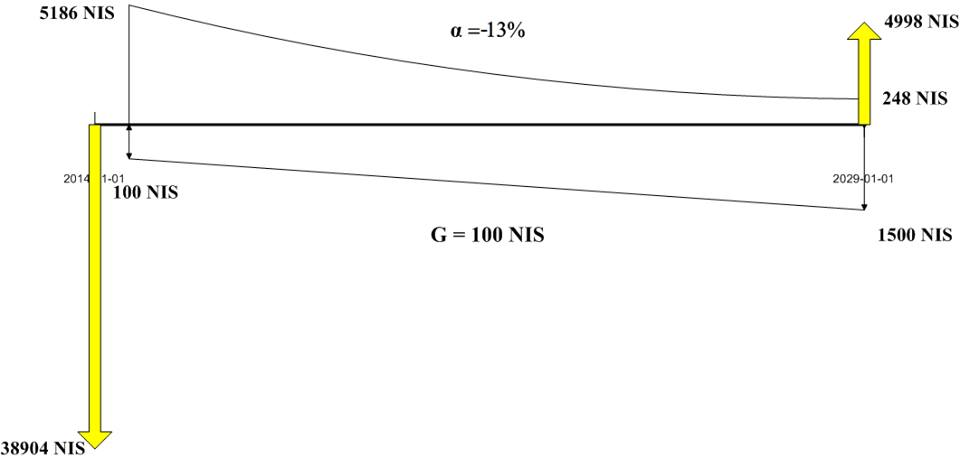 5186 NIS
α =-13%
4998 NIS
248 NIS
2014 1-01
2029-01-01
100 NIS
G = 100 NIS
1500 NIS
38904 NIS